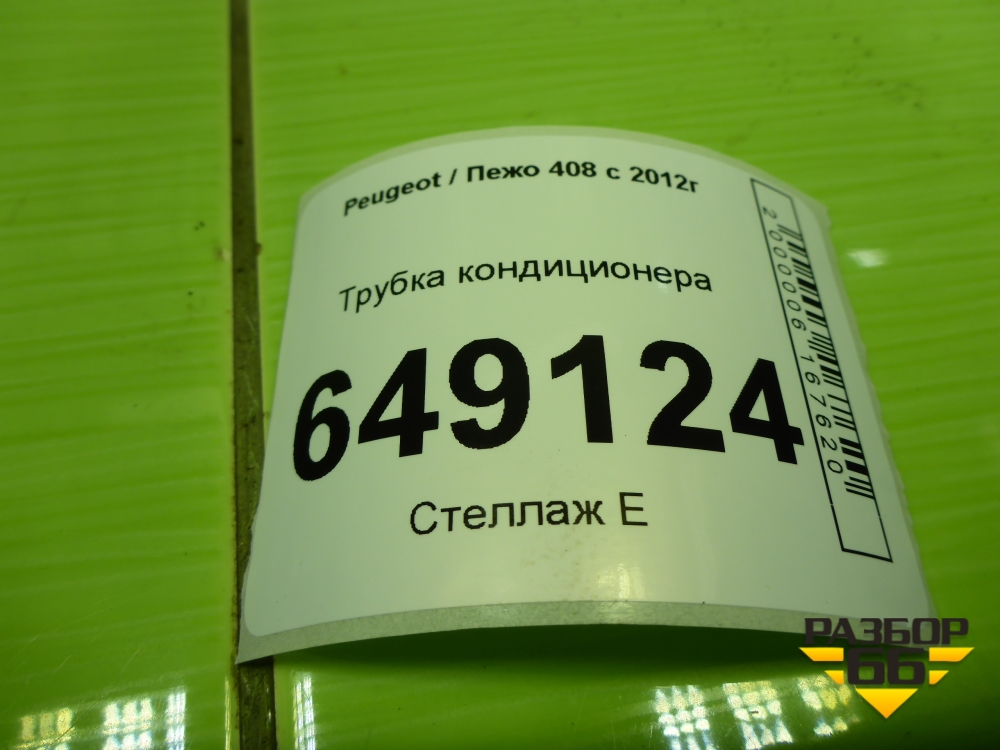 Peugeot / Пежо 408 с 2012г
Трубка кондиционера
649124
Стеллаж Е
2000006167620
РАЗБОР
66